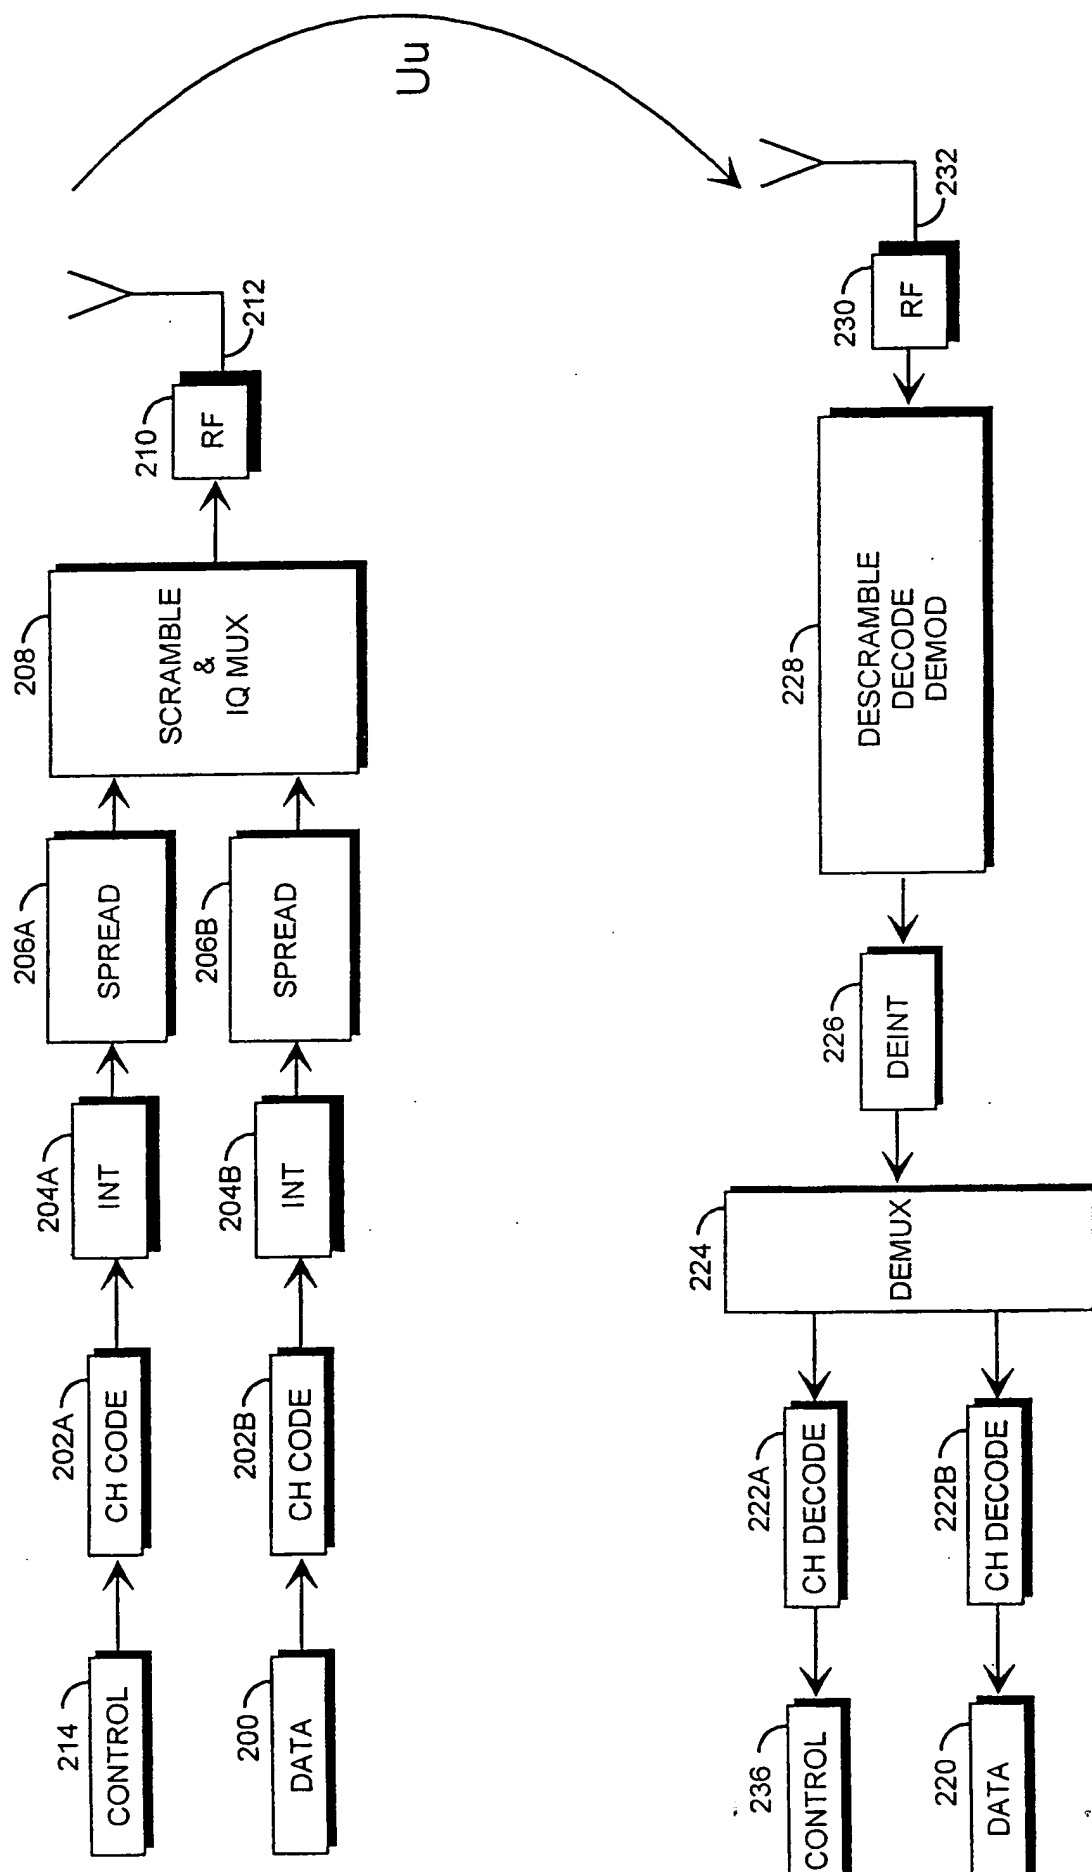 214
CONTROL
202A
CH CODE
204A
INT
206A
SPREAD
208
SCRAMBLE
&
IQ MUX
210
RF
212
200
DATA
202B
CH CODE
204B
INT
206B
SPREAD
Uu
236
CONTROL
222A
CH DECODE
224
DEMUX
226
DEINT
228
DESCRAMBLE
DECODE
DEMOD
230
RF
232
220
DATA
222B
CH DECODE